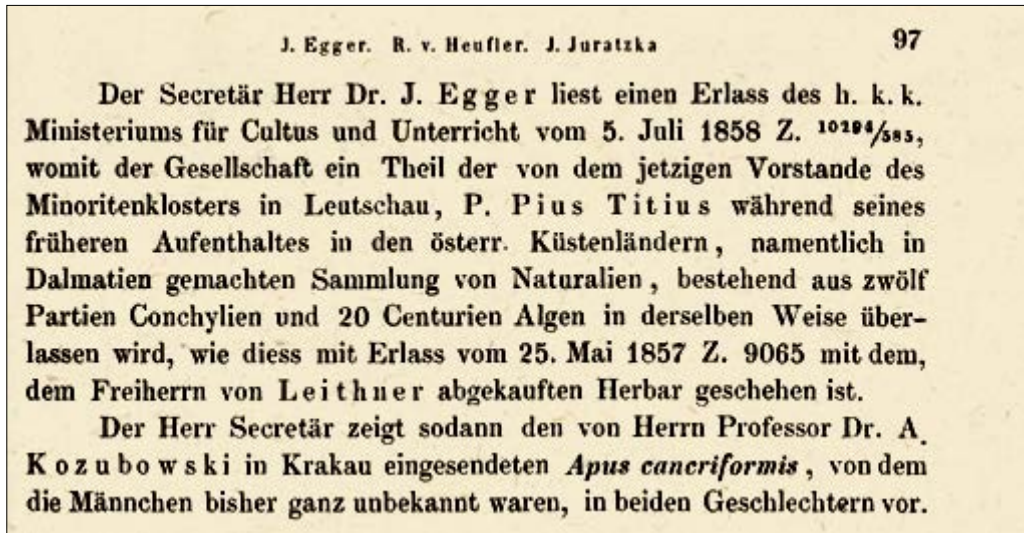 J. Egger. R. v. Heufler. J. Juratzka 97
Der Secretär Herr Dr. J. Egger liest einen Erlass des h. k. k.
Ministeriums für Cultus und Unterricht vom 5. Juli 1858 Z. 10294/585,
womit der Gesellschaft ein Theil der von dem jetzigen Vorstande des
Minoritenklosters in Leutschau, P. Pius Titius während seines
früheren Aufenthaltes in den österr. Küstenländern, namentlich in
Dalmatien gemachten Sammlung von Naturalien, bestehend aus zwölf
Partien Conchylien und 20 Centurien Algen in derselben Weise über-
lassen wird, wie diess mit Erlass vom 25. Mai 1857 Z. 9065 mit dem,
dem Freiherrn von Leithner abgekauften Herbar geschehen ist.
Der Herr Secretär zeigt sodann den von Herrn Professor Dr. A.
Kozubowski in Krakau eingesendeten Apus cancriformis, von dem
die Männchen bisher ganz unbekannt waren, in beiden Geschlechtern vor.